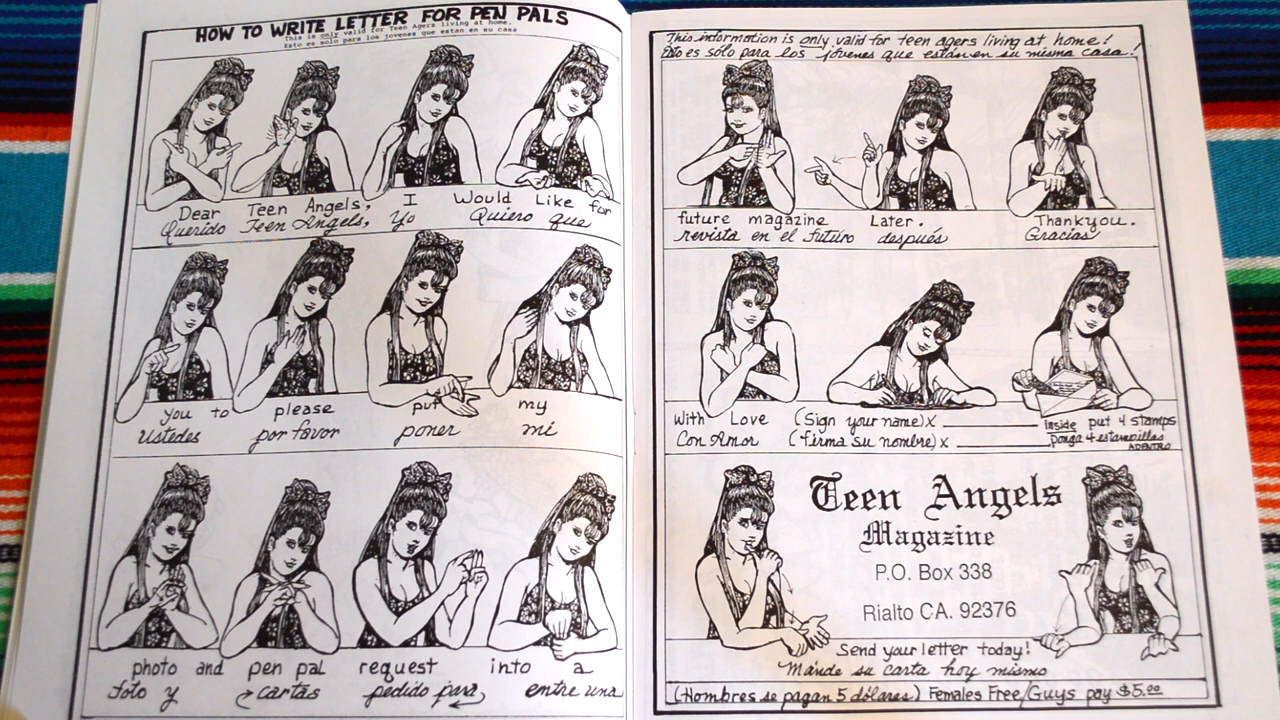 HOW TO WRITE LETTER FOR PEN PALS
This is only valid for Teen Agers living at home.
Esto es solo para los jovenes que estan en su casa
Dear Teen Angels, I Would Like for
Querido Teen Angels, Yo Quiero que
you to please put my
Ustedes por favor poner mi
photo and pen pal request into a
foto y cartas pedido para entre una
This information is only valid for teen agers living at home!
Esto es solo para los jóvenes que estan en su misma casa!
future magazine Later. Thankyou.
revista en el futuro después Gracias
With Love (Sign your name) x inside put 4 stamps
Con Amor (firma su nombre) x ponga 4 estampillas
ADENTRO
Teen Angels
Magazine
P.O. Box 338
Rialto CA. 92376
Send your letter today!
Mande su carta hoy mismo
(Hombres se pagan 5 dólares) Females Free/Guys pay $5.00